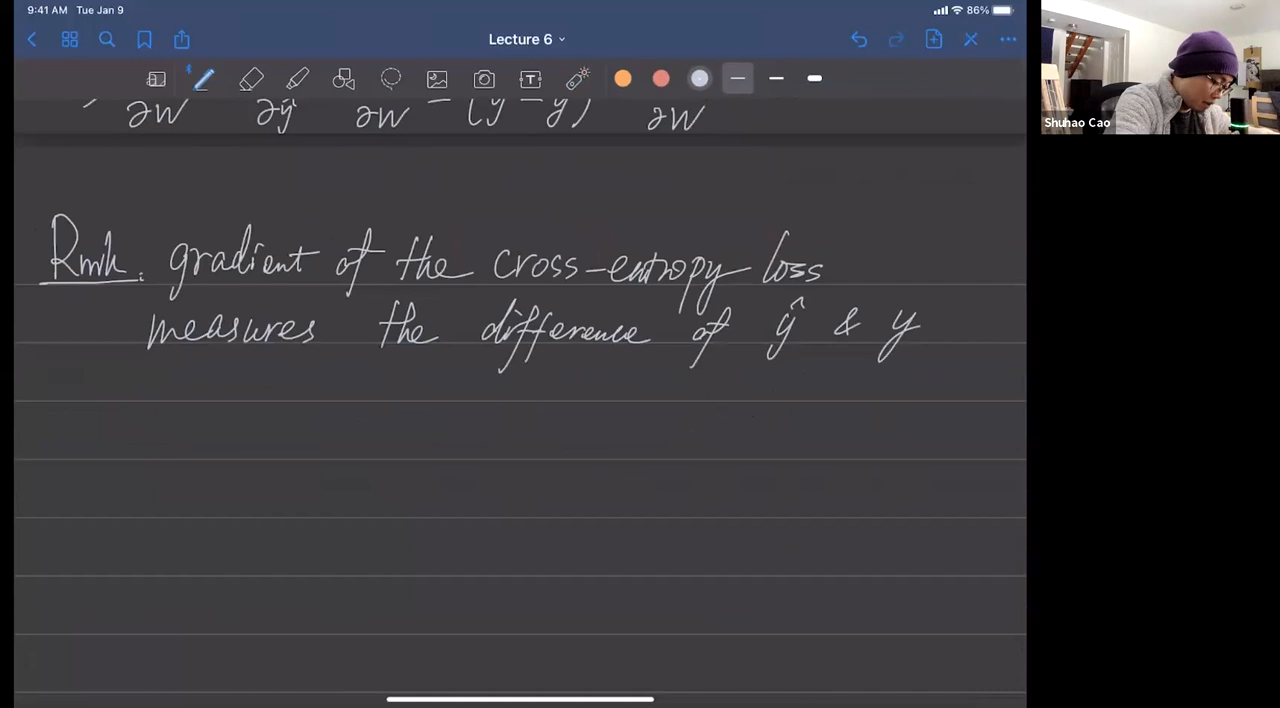 9:41 AM Tue Jan 9
86%
Lecture 6
∂W ∂ŷ ∂W = (ŷ − y) ∂W
Rmk. gradient of the cross-entropy loss
measures the difference of ŷ & y
Shuhao Cao